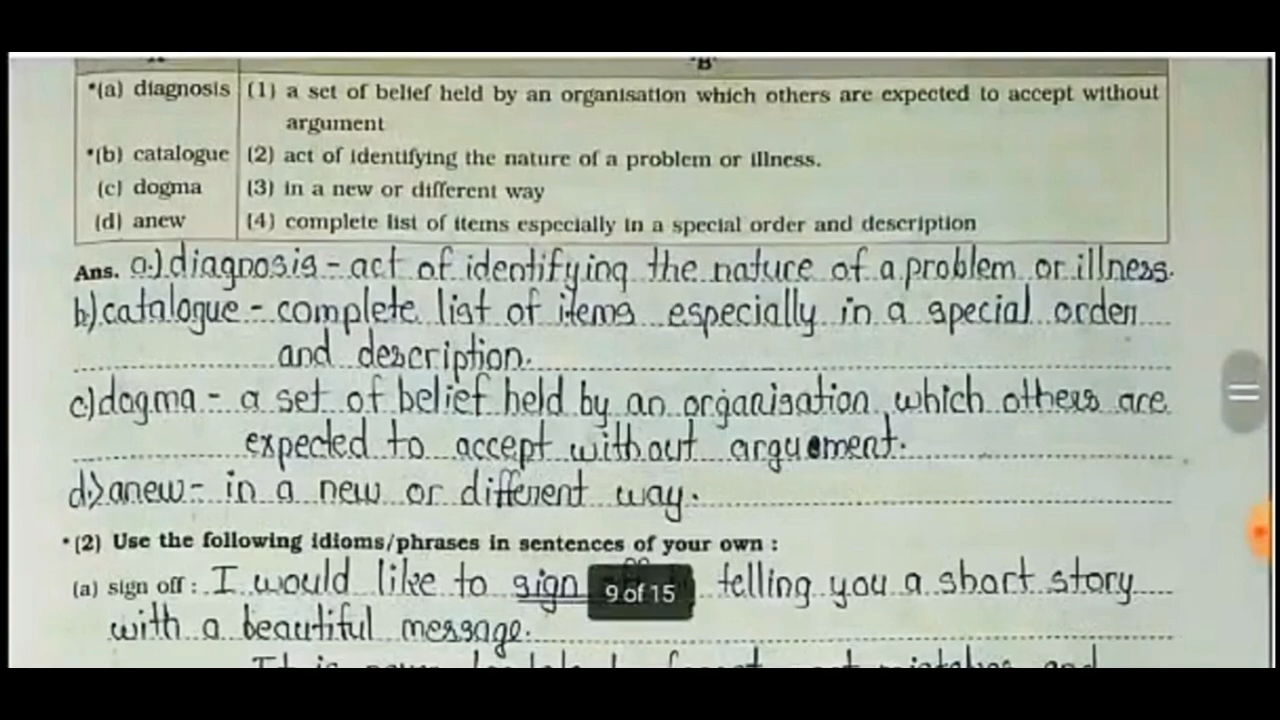 'B'
*(a) diagnosis (1) a set of belief held by an organisation which others are expected to accept without
argument
*(b) catalogue (2) act of identifying the nature of a problem or illness.
(c) dogma (3) in a new or different way
(d) anew (4) complete list of items especially in a special order and description
Ans. a.) diagnosis - act of identifying the nature of a problem or illness.
b) catalogue - complete list of items especially in a special order
and description.
c) dogma - a set of belief held by an organisation, which others are
expected to accept without arguement.
d.) anew - in a new or different way.
*(2) Use the following idioms/phrases in sentences of your own :
(a) sign off : I would like to sign telling you a short story
9 of 15
with a beautiful message.